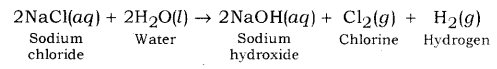 2NaCl(aq) + 2H₂O(l) → 2NaOH(aq) + Cl₂(g) + H₂(g)
Sodium Water Sodium Chlorine Hydrogen
chloride hydroxide